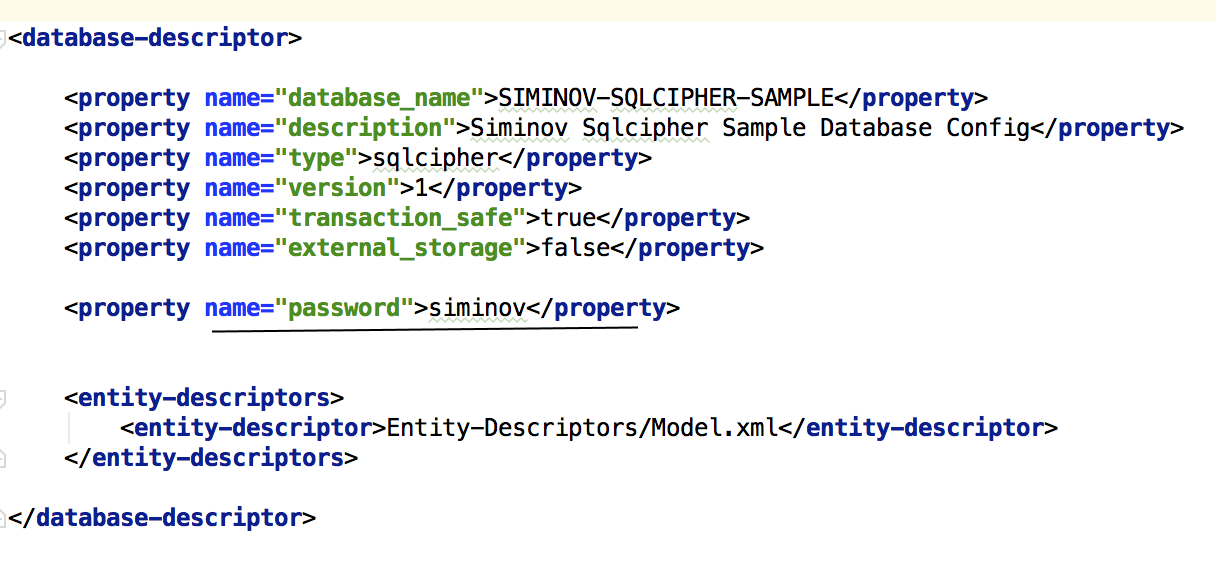 <database-descriptor>
<property name="database_name">SIMINOV-SQLCIPHER-SAMPLE</property>
<property name="description">Siminov Sqlcipher Sample Database Config</property>
<property name="type">sqlcipher</property>
<property name="version">1</property>
<property name="transaction_safe">true</property>
<property name="external_storage">false</property>
<property name="password">siminov</property>
<entity-descriptors>
<entity-descriptor>Entity-Descriptors/Model.xml</entity-descriptor>
</entity-descriptors>
</database-descriptor>